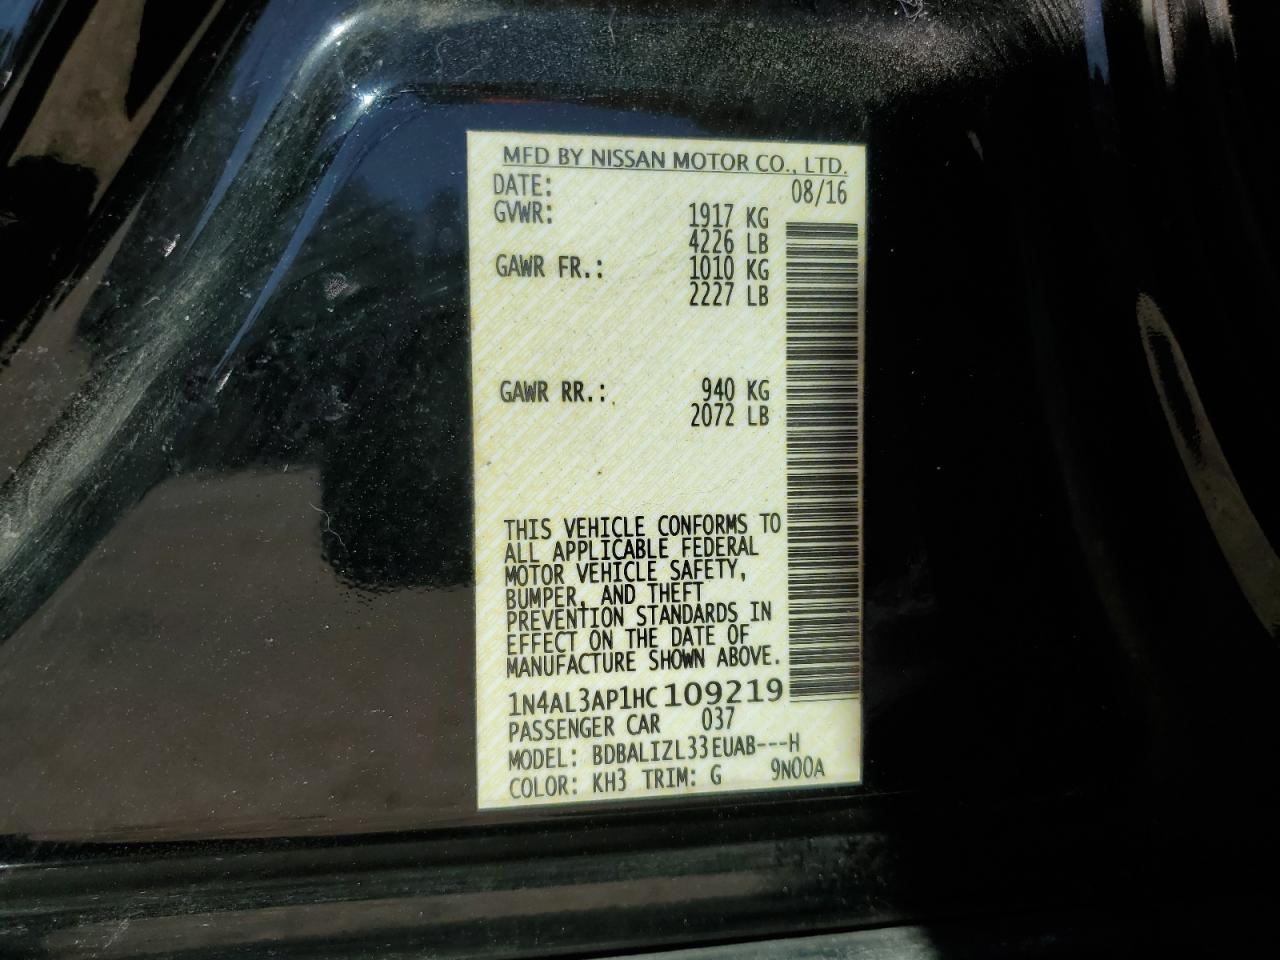 MFD BY NISSAN MOTOR CO., LTD.
DATE: 08/16
GVWR: 1917 KG
4226 LB
GAWR FR.: 1010 KG
2227 LB
GAWR RR.: 940 KG
2072 LB
THIS VEHICLE CONFORMS TO
ALL APPLICABLE FEDERAL
MOTOR VEHICLE SAFETY,
BUMPER, AND THEFT
PREVENTION STANDARDS IN
EFFECT ON THE DATE OF
MANUFACTURE SHOWN ABOVE.
1N4AL3AP1HC109219
PASSENGER CAR 037
MODEL: BDBALIZL33EUAB---H
COLOR: KH3 TRIM: G 9N00A